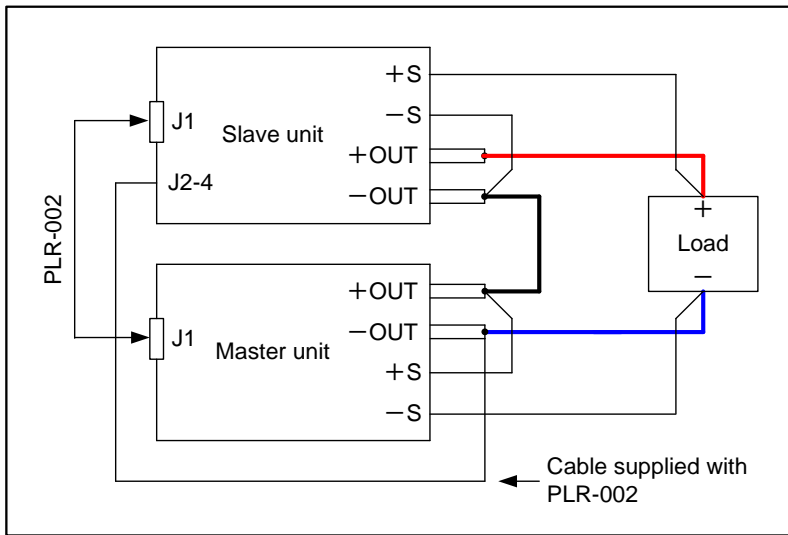 +S
−S
+OUT
−OUT
J1
Slave unit
J2-4
PLR-002
+
Load
−
+OUT
−OUT
+S
−S
J1
Master unit
Cable supplied with
PLR-002